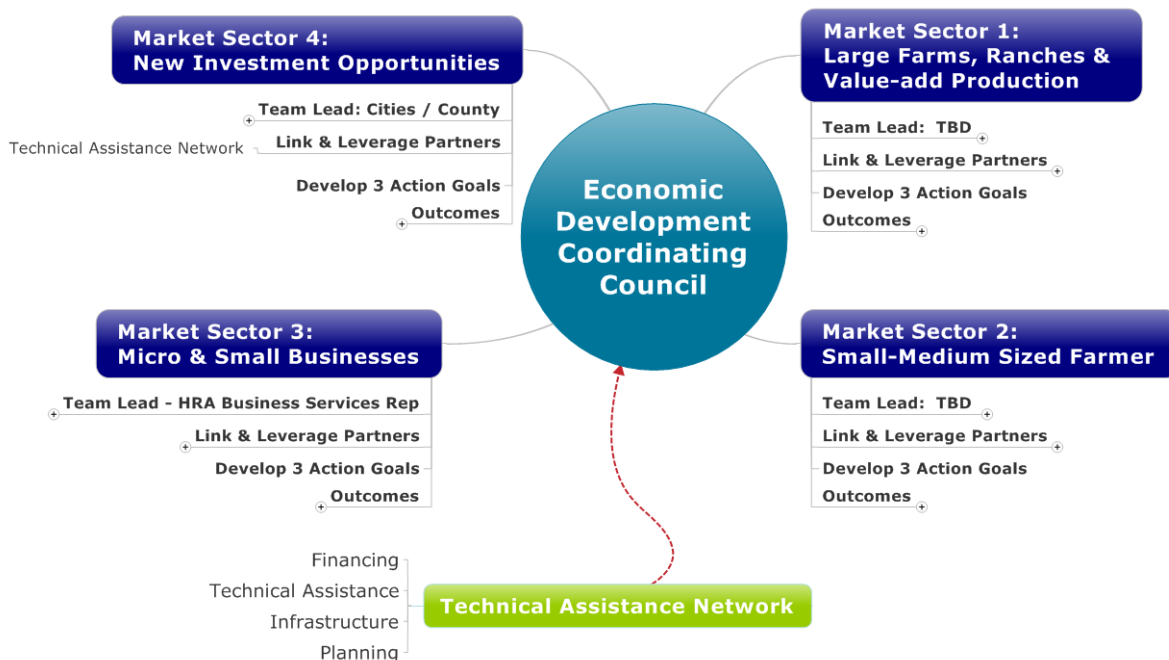 Market Sector 4:
New Investment Opportunities
Team Lead: Cities / County
Link & Leverage Partners
Technical Assistance Network
Develop 3 Action Goals
Outcomes
Market Sector 1:
Large Farms, Ranches &
Value-add Production
Team Lead: TBD
Link & Leverage Partners
Develop 3 Action Goals
Outcomes
Economic
Development
Coordinating
Council
Market Sector 3:
Micro & Small Businesses
Team Lead - HRA Business Services Rep
Link & Leverage Partners
Develop 3 Action Goals
Outcomes
Market Sector 2:
Small-Medium Sized Farmer
Team Lead: TBD
Link & Leverage Partners
Develop 3 Action Goals
Outcomes
Technical Assistance Network
Financing
Technical Assistance
Infrastructure
Planning